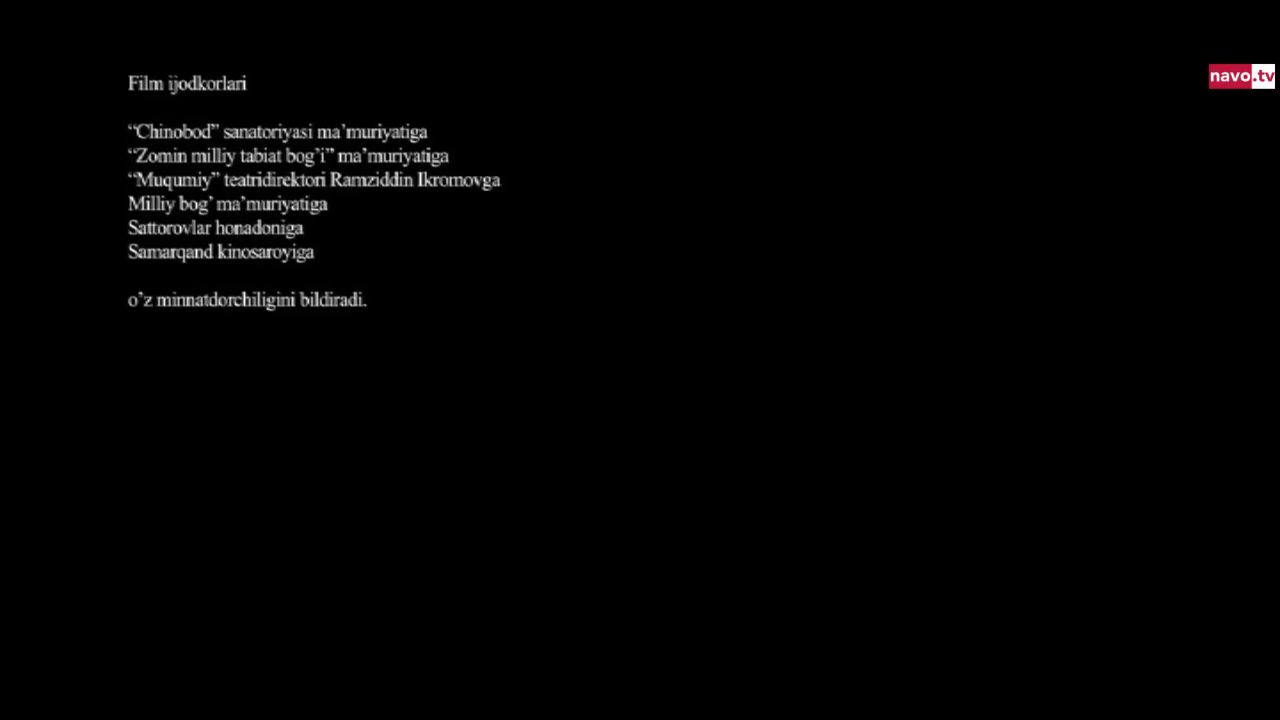 Film ijodkorlari
navo.tv
“Chinobod” sanatoriyasi ma’muriyatiga
“Zomin milliy tabiat bog’i” ma’muriyatiga
“Muqumiy” teatridirektori Ramziddin Ikromovga
Milliy bog’ ma’muriyatiga
Sattorovlar honadoniga
Samarqand kinosaroyiga
o’z minnatdorchiligini bildiradi.